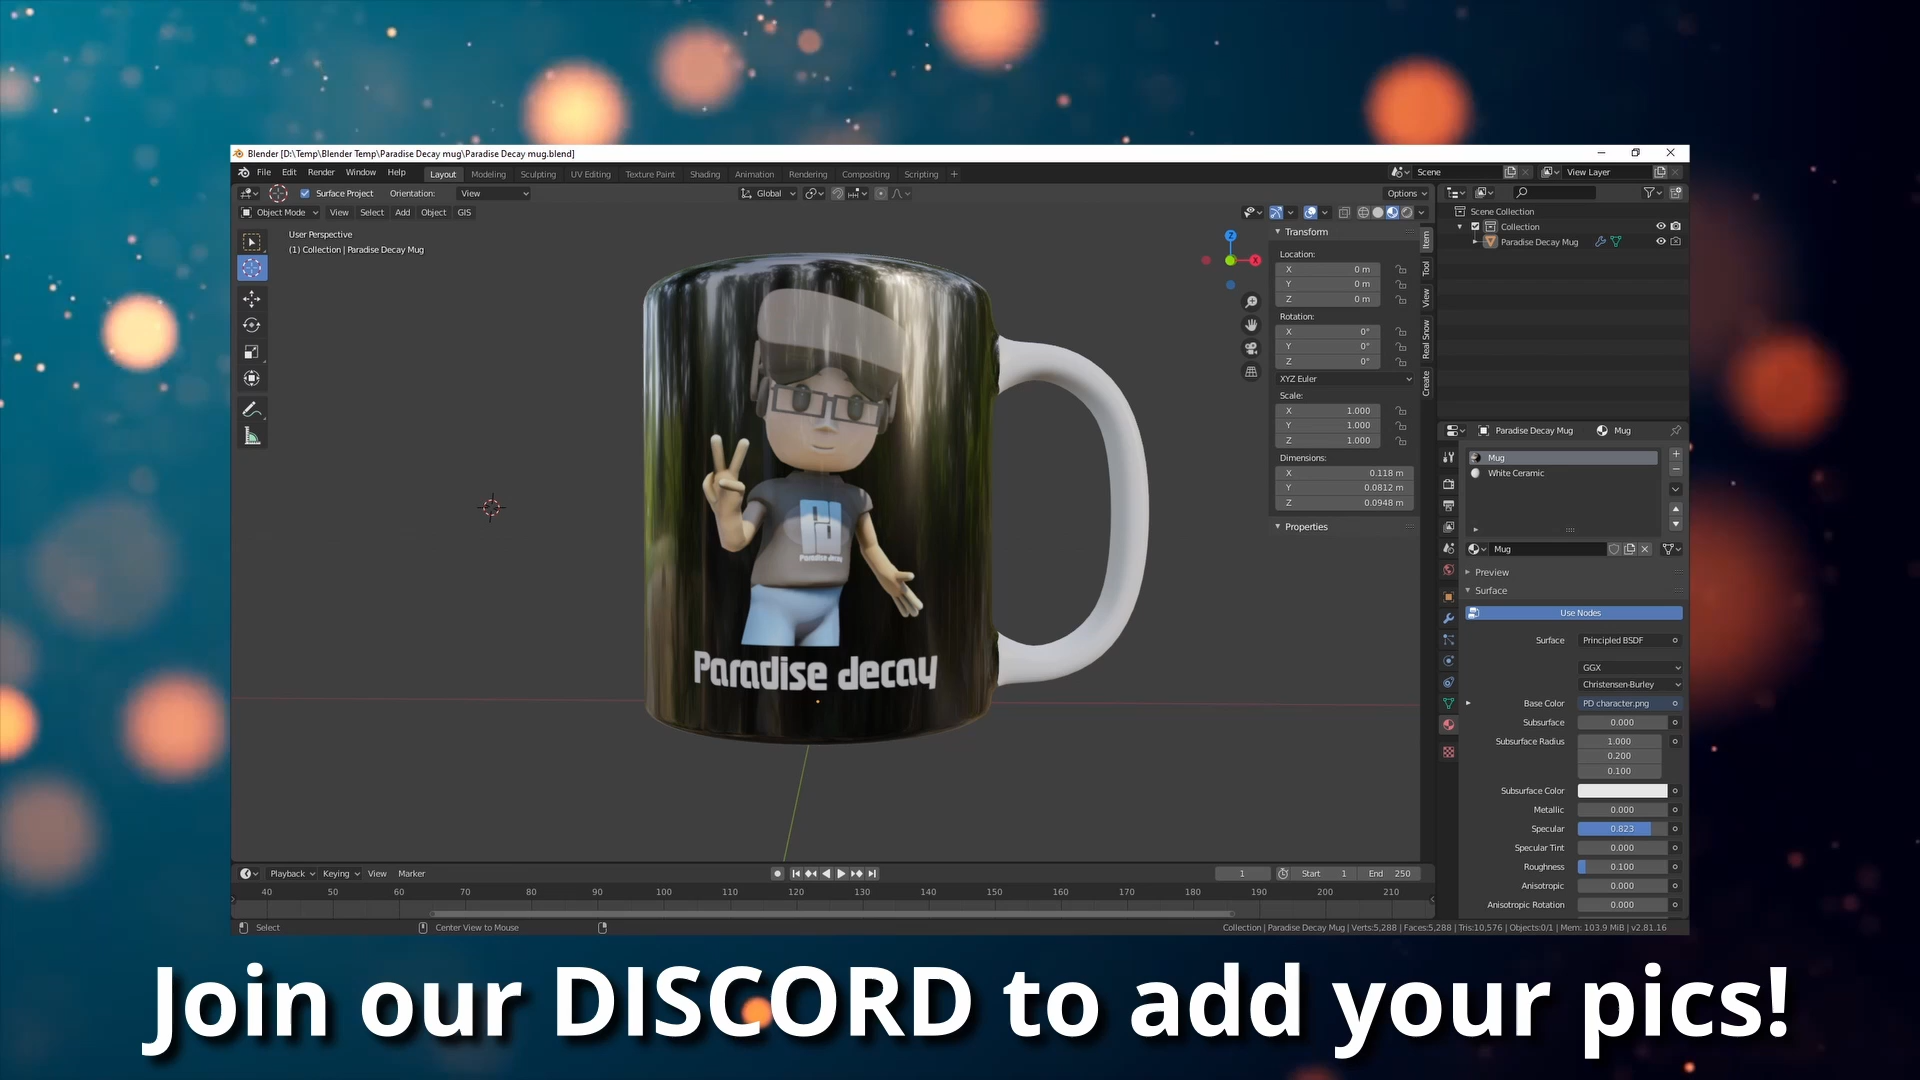 Blender [D:\Temp\Blender Temp\Paradise Decay mug\Paradise Decay mug.blend]
File Edit Render Window Help Layout Modeling Sculpting UV Editing Texture Paint Shading Animation Rendering Compositing Scripting + Scene View Layer
Surface Project Orientation: View Global Options
Object Mode View Select Add Object GIS
User Perspective
(1) Collection | Paradise Decay Mug
Z
X
Paradise decay
Paradise decay
Transform
Location:
X 0 m
Y 0 m
Z 0 m
Rotation:
X 0°
Y 0°
Z 0°
XYZ Euler
Scale:
X 1.000
Y 1.000
Z 1.000
Dimensions:
X 0.118 m
Y 0.0812 m
Z 0.0948 m
Properties
Item
Tool
View
Real Snow
Create
Scene Collection
Collection
Paradise Decay Mug
Paradise Decay Mug Mug
Mug
White Ceramic
Mug
Preview
Surface
Use Nodes
Surface Principled BSDF
GGX
Christensen-Burley
Base Color PD character.png
Subsurface 0.000
Subsurface Radius 1.000
0.200
0.100
Subsurface Color
Metallic 0.000
Specular 0.823
Specular Tint 0.000
Roughness 0.100
Anisotropic 0.000
Anisotropic Rotation 0.000
Playback Keying View Marker 1 Start 1 End 250
40 50 60 70 80 90 100 110 120 130 140 150 160 170 180 190 200 210
Select Center View to Mouse Collection | Paradise Decay Mug | Verts:5,288 | Faces:5,288 | Tris:10,576 | Objects:0/1 | Mem: 103.9 MiB | v2.81.16
Join our DISCORD to add your pics!